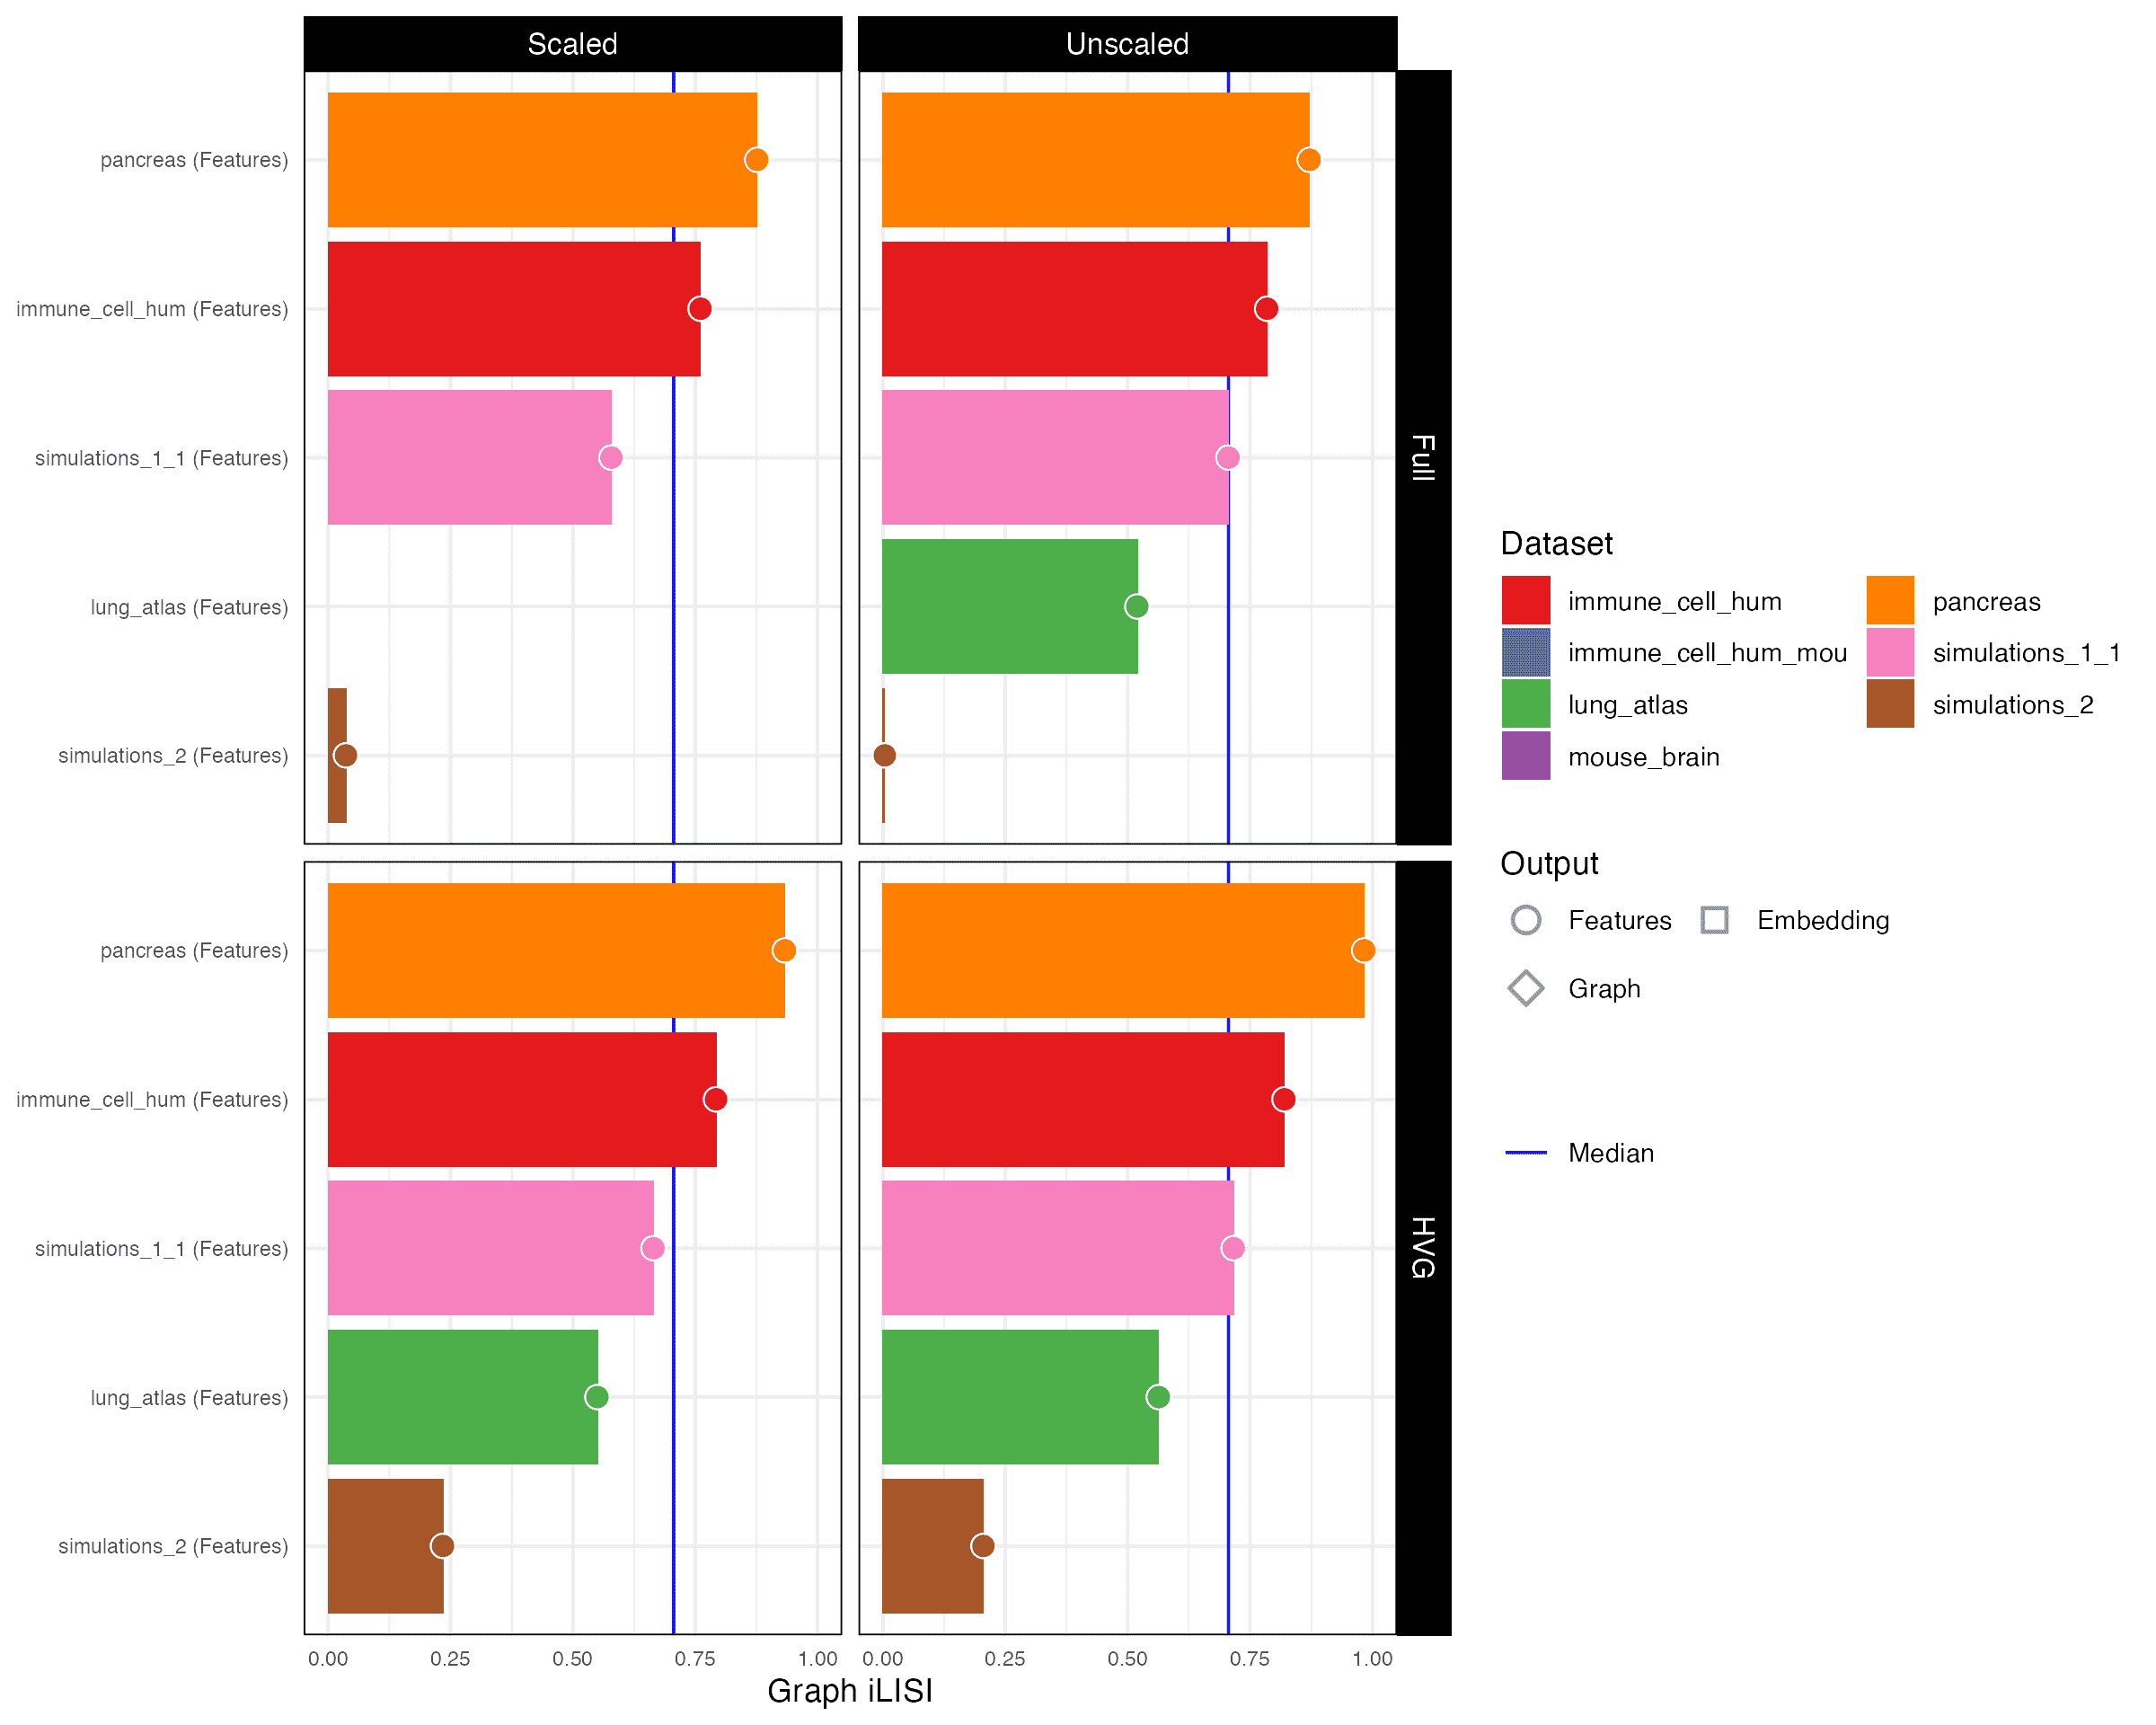 Scaled
Unscaled
pancreas (Features)
immune_cell_hum (Features)
simulations_1_1 (Features)
lung_atlas (Features)
simulations_2 (Features)
Full
pancreas (Features)
immune_cell_hum (Features)
simulations_1_1 (Features)
lung_atlas (Features)
simulations_2 (Features)
HVG
0.00 0.25 0.50 0.75 1.00
0.00 0.25 0.50 0.75 1.00
Graph iLISI
Dataset
immune_cell_hum
immune_cell_hum_mou
lung_atlas
mouse_brain
pancreas
simulations_1_1
simulations_2
Output
Features
Embedding
Graph
Median